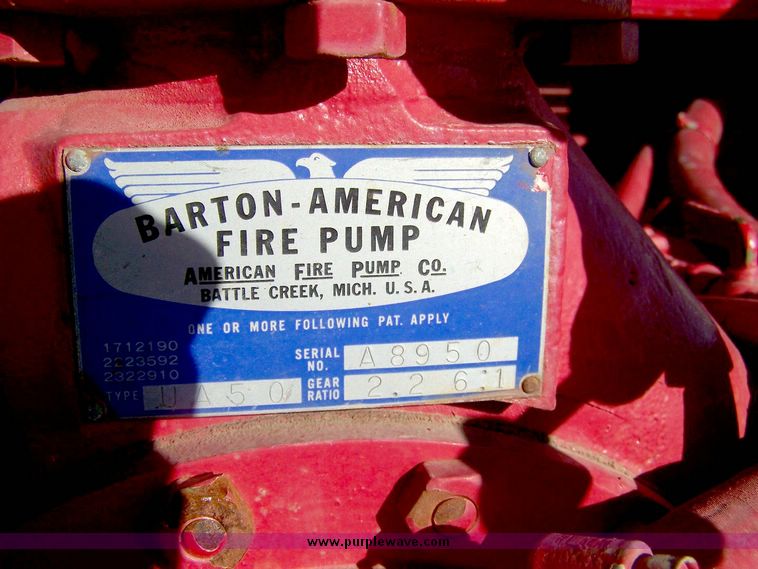 BARTON-AMERICAN
FIRE PUMP
AMERICAN FIRE PUMP CO.
BATTLE CREEK, MICH. U.S.A.
ONE OR MORE FOLLOWING PAT. APPLY
1712190
2223592
2322910
SERIAL NO. A8950
TYPE UA50 GEAR RATIO 2.26:1
www.purplewave.com